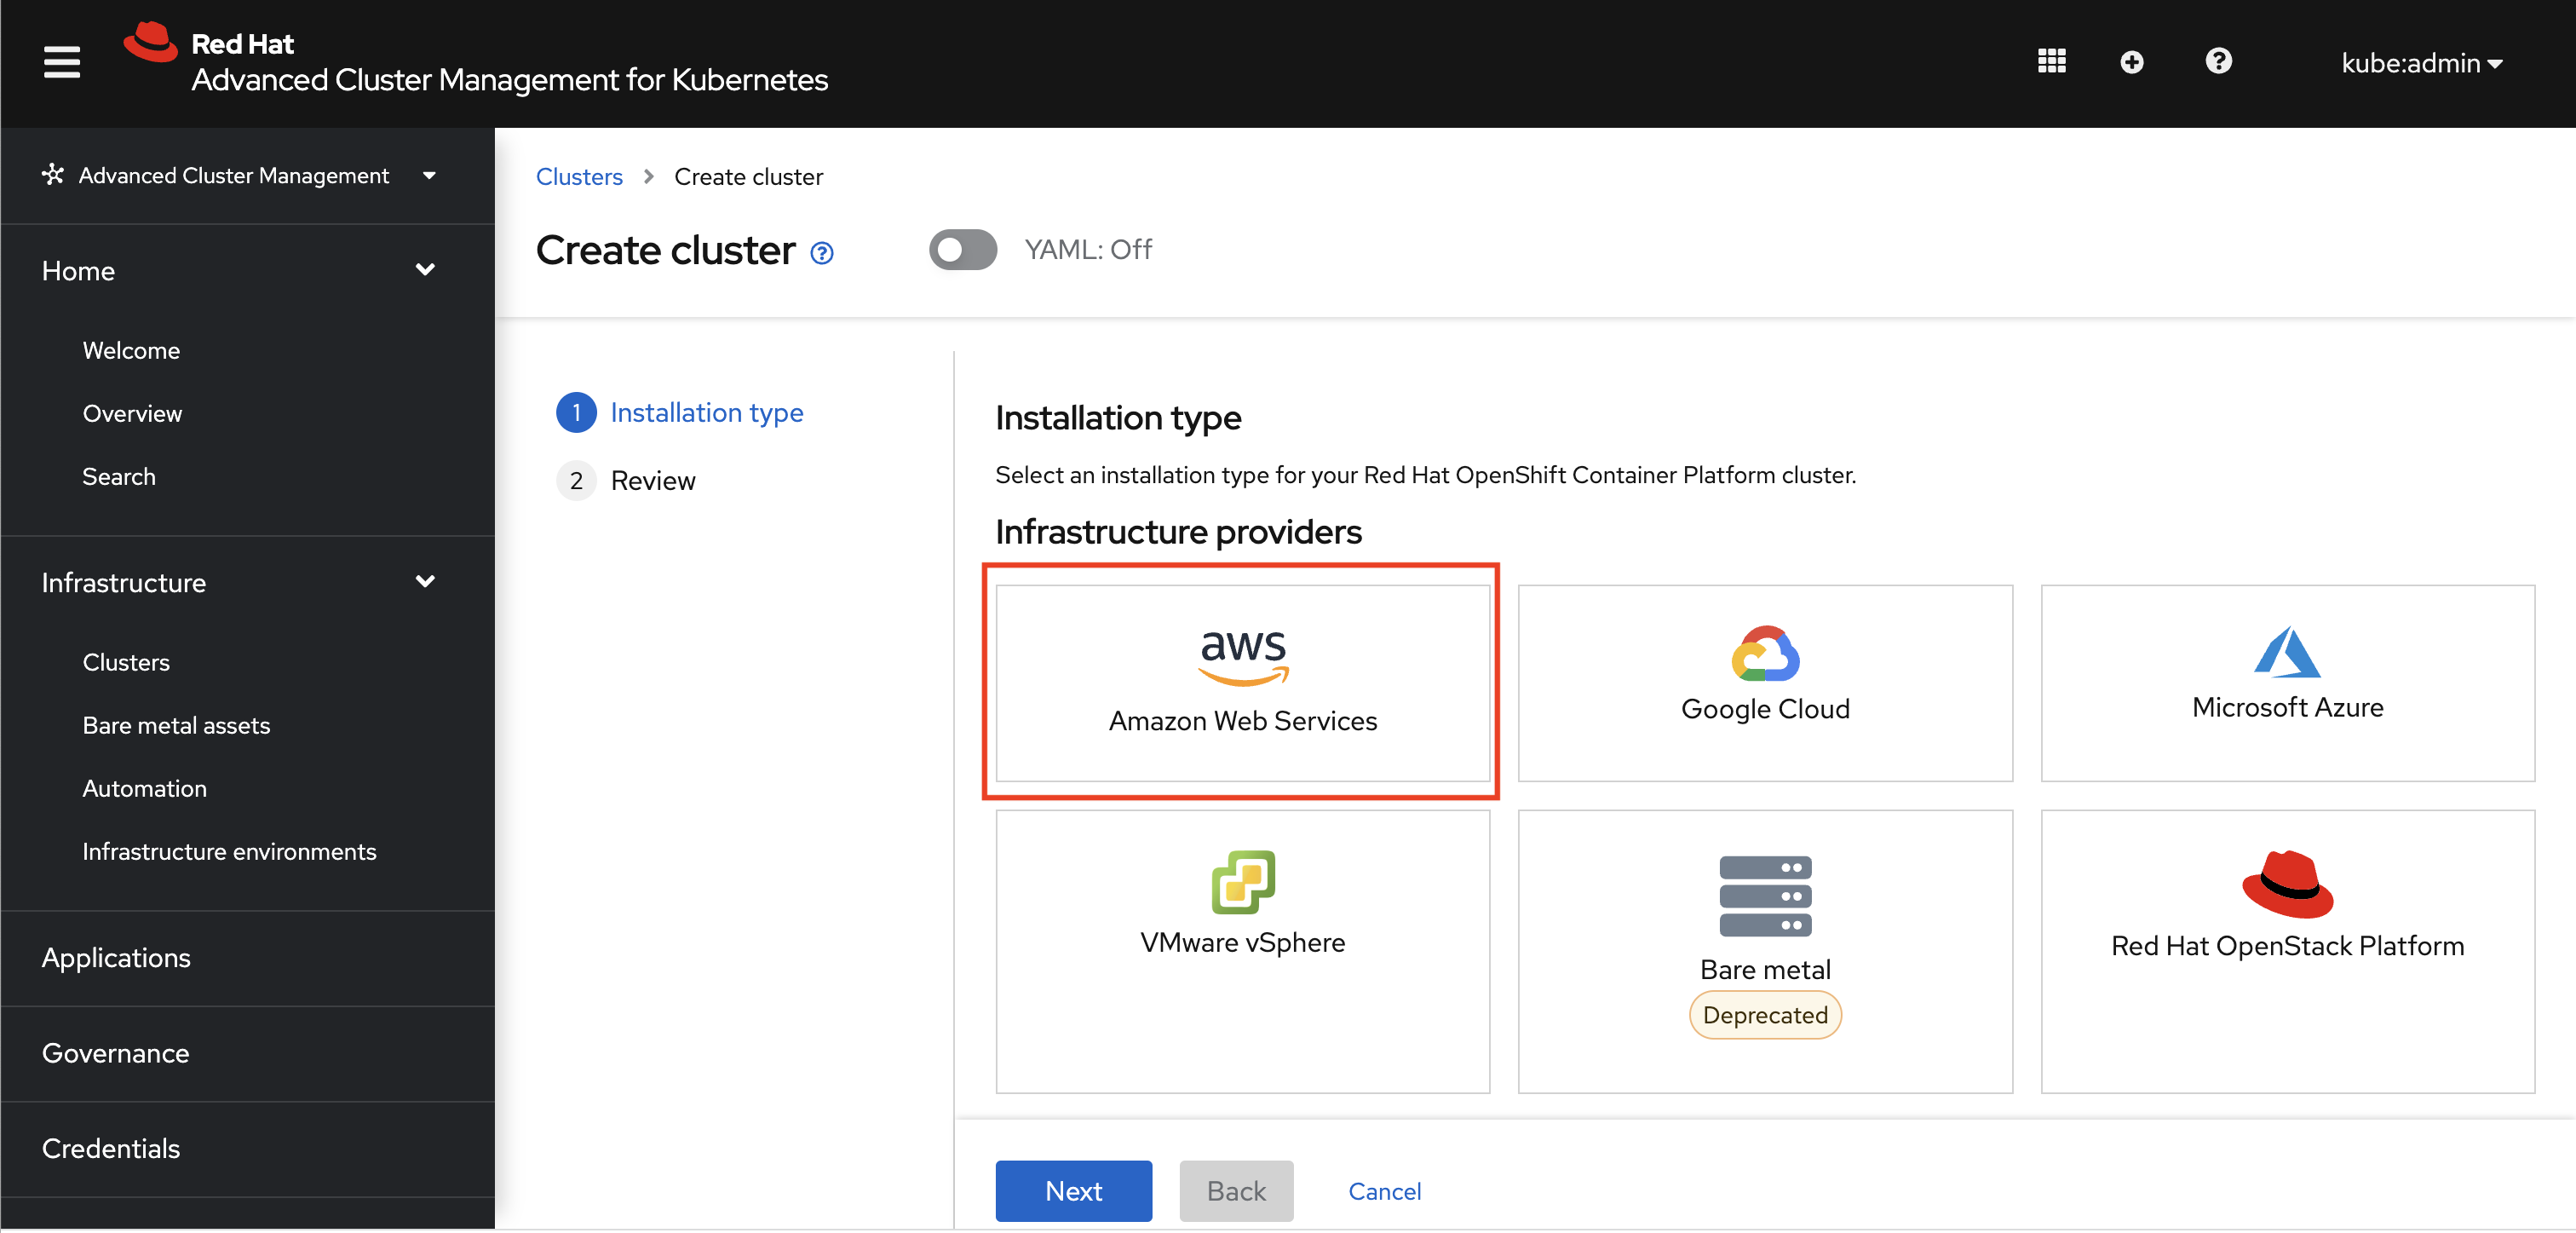 Red Hat
Advanced Cluster Management for Kubernetes
kube:admin
Advanced Cluster Management
Home
Welcome
Overview
Search
Infrastructure
Clusters
Bare metal assets
Automation
Infrastructure environments
Applications
Governance
Credentials
Clusters > Create cluster
Create cluster ? YAML: Off
1 Installation type
2 Review
Installation type
Select an installation type for your Red Hat OpenShift Container Platform cluster.
Infrastructure providers
aws
Amazon Web Services
Google Cloud
Microsoft Azure
VMware vSphere
Bare metal
Deprecated
Red Hat OpenStack Platform
Next Back Cancel